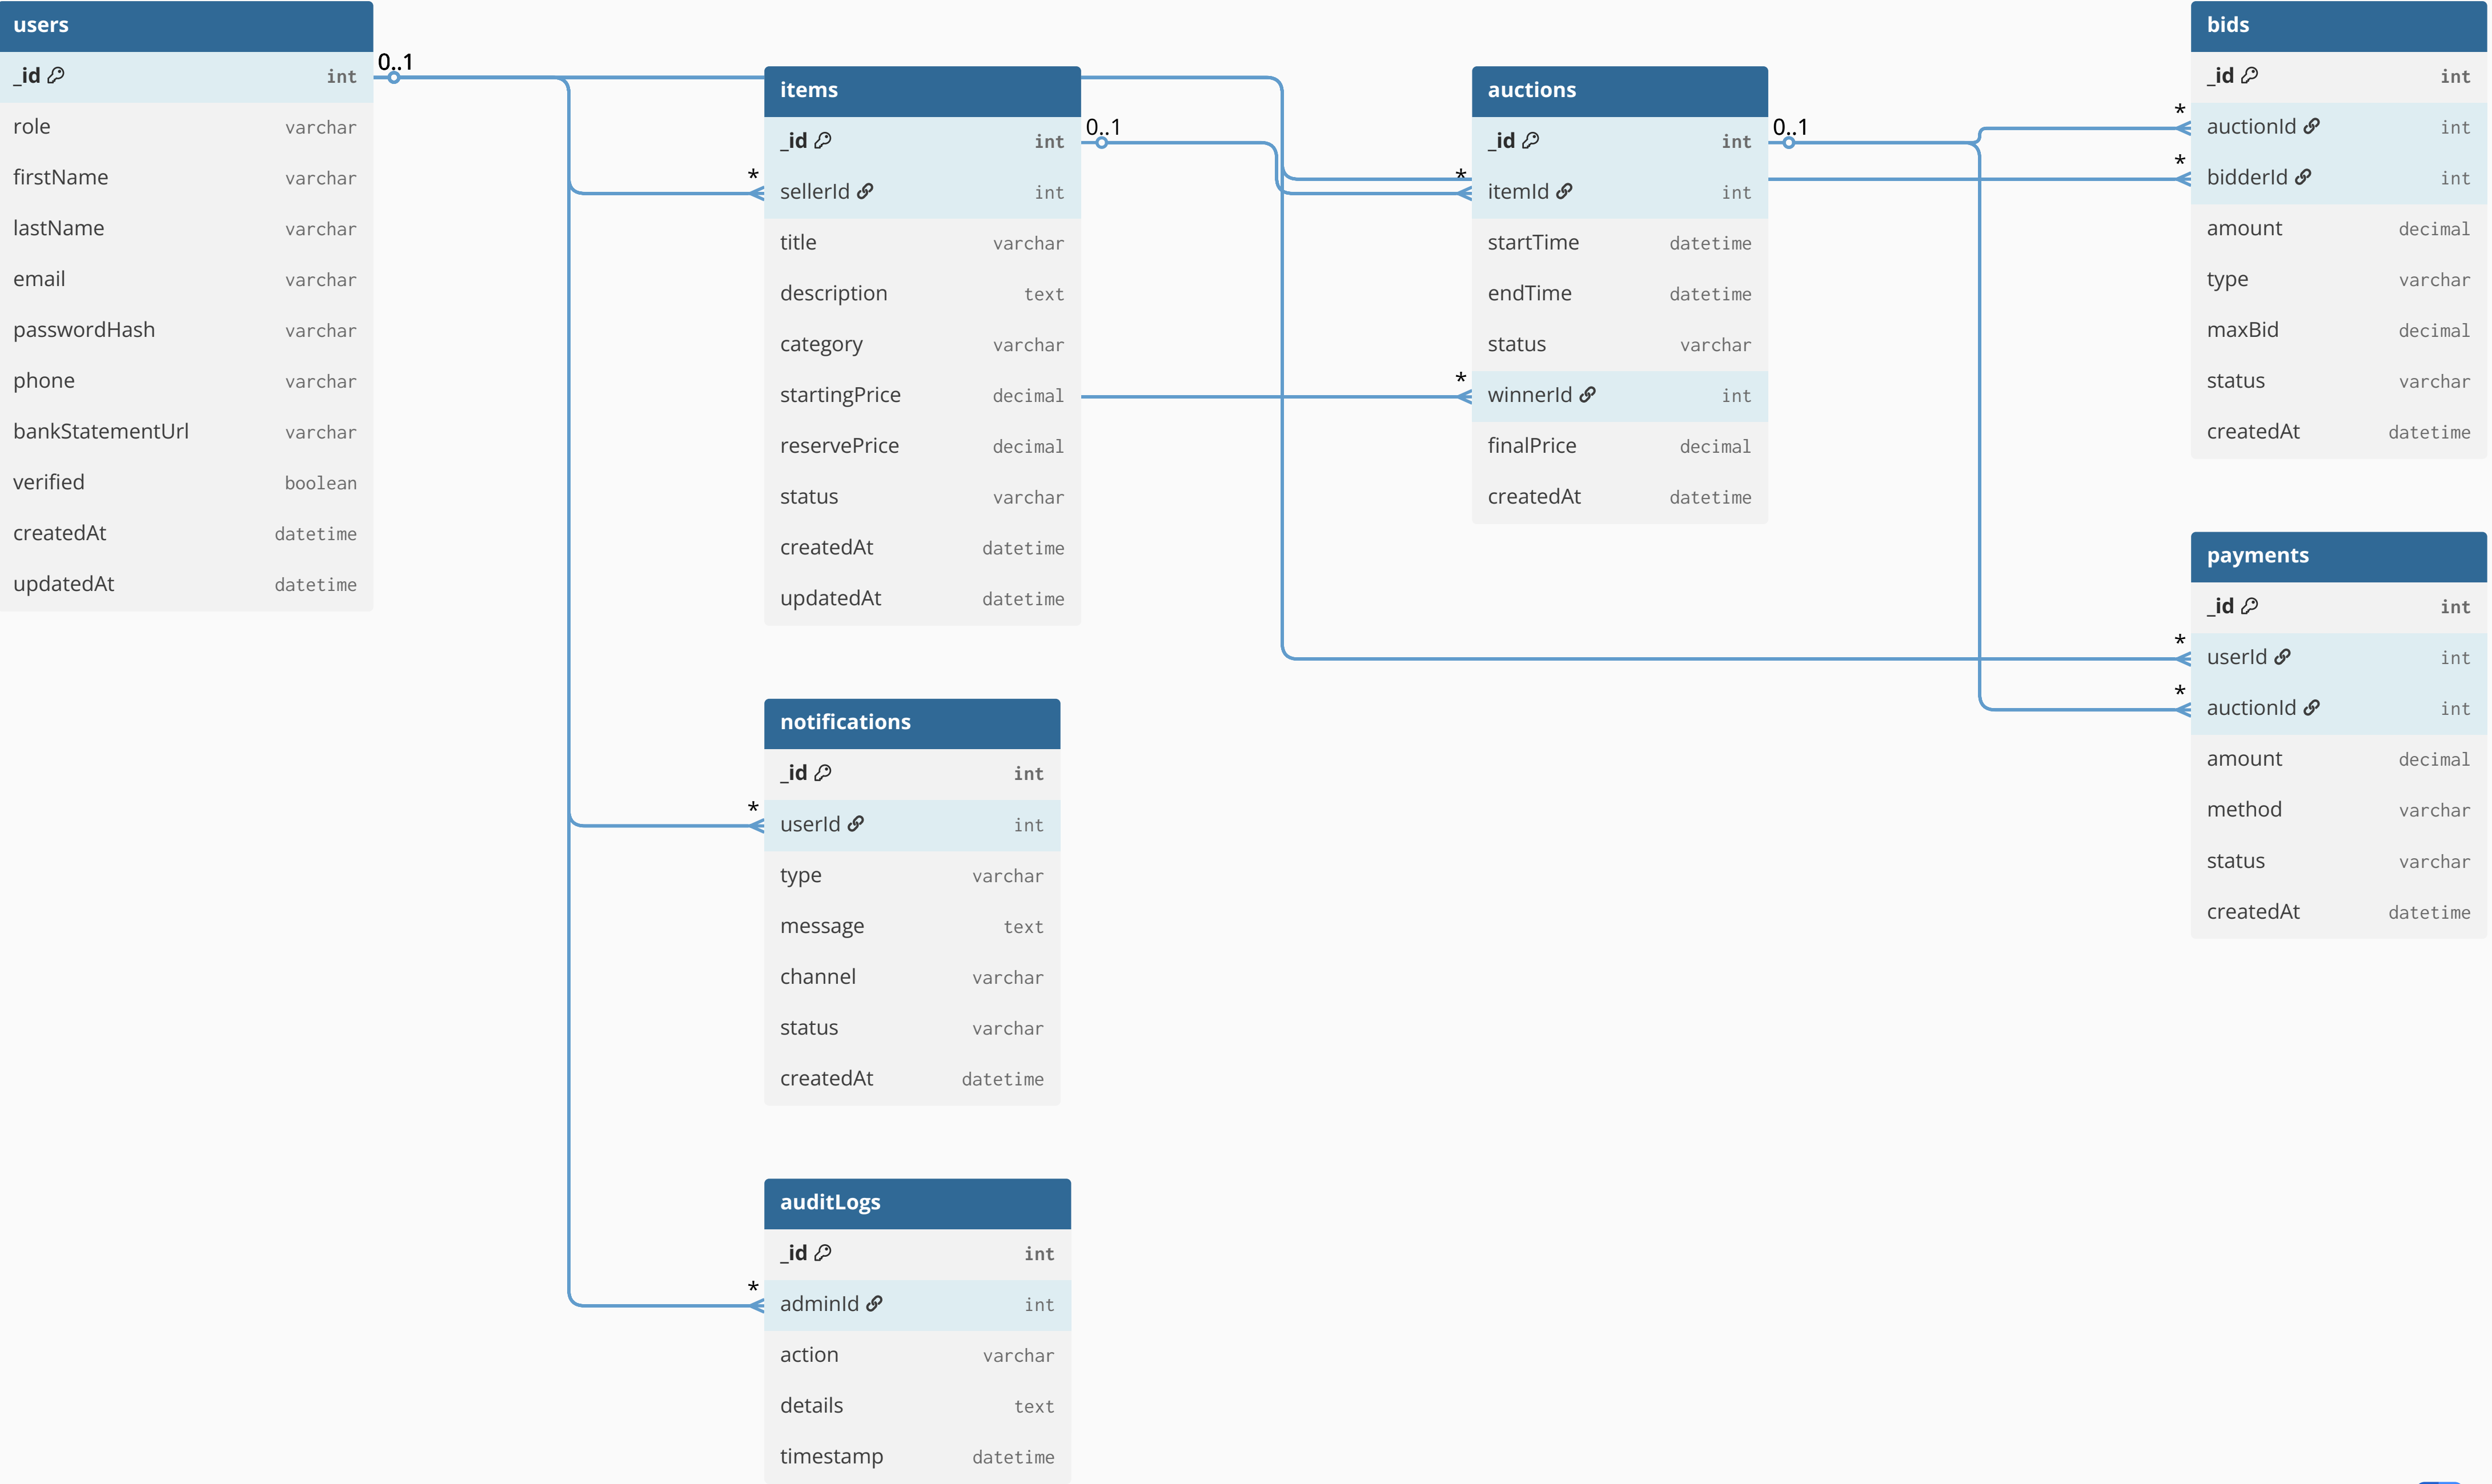 users
_id int
role varchar
firstName varchar
lastName varchar
email varchar
passwordHash varchar
phone varchar
bankStatementUrl varchar
verified boolean
createdAt datetime
updatedAt datetime
0..1
items
_id int
* sellerId int
title varchar
description text
category varchar
startingPrice decimal
reservePrice decimal
status varchar
createdAt datetime
updatedAt datetime
0..1
notifications
_id int
* userId int
type varchar
message text
channel varchar
status varchar
createdAt datetime
auditLogs
_id int
* adminId int
action varchar
details text
timestamp datetime
auctions
_id int
* itemId int
startTime datetime
endTime datetime
status varchar
* winnerId int
finalPrice decimal
createdAt datetime
0..1
bids
_id int
* auctionId int
* bidderId int
amount decimal
type varchar
maxBid decimal
status varchar
createdAt datetime
payments
_id int
* userId int
* auctionId int
amount decimal
method varchar
status varchar
createdAt datetime